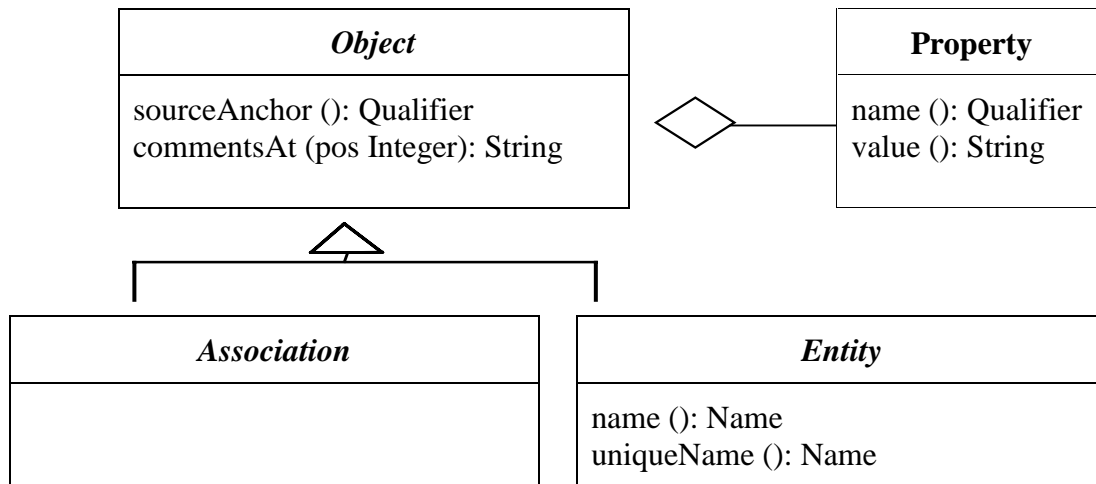 Object
sourceAnchor (): Qualifier
commentsAt (pos Integer): String
Property
name (): Qualifier
value (): String
Association
Entity
name (): Name
uniqueName (): Name